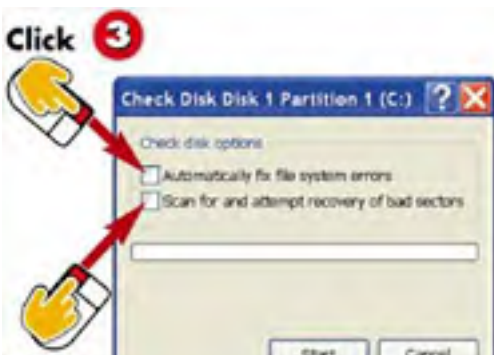 Click 3
Check Disk Disk 1 Partition 1 (C:) ? X
Check disk options
Automatically fix file system errors
Scan for and attempt recovery of bad sectors
Start Cancel